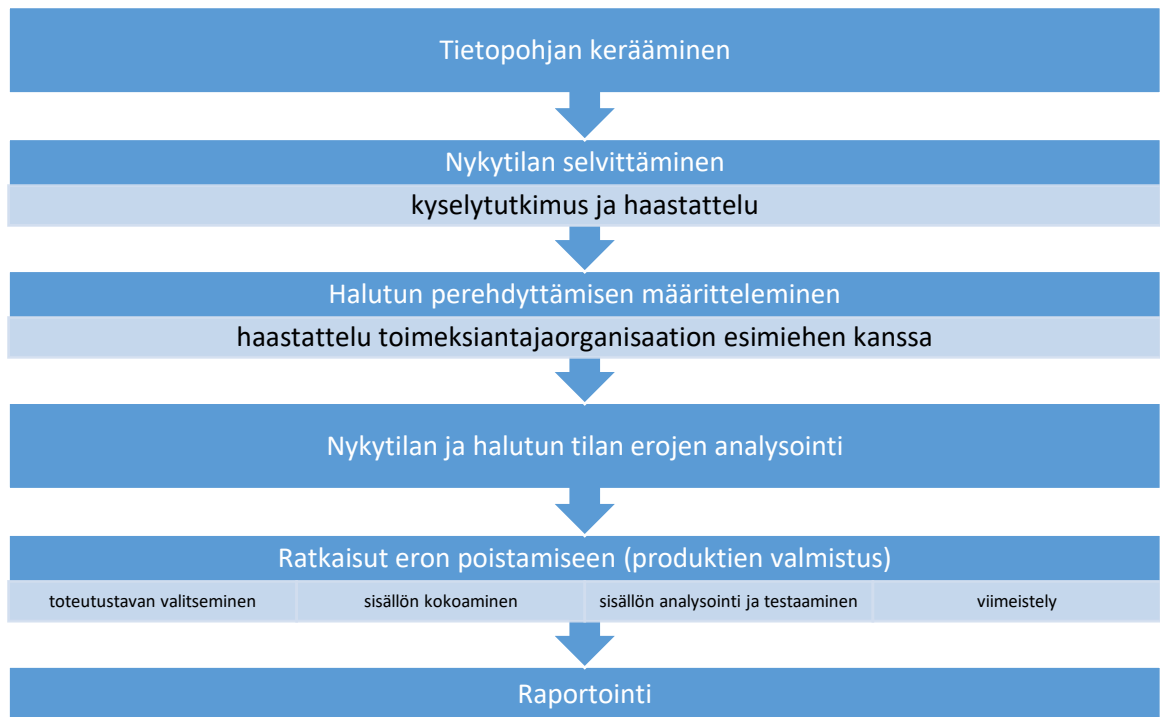 Tietopohjan kerääminen
Nykytilan selvittäminen
kyselytutkimus ja haastattelu
Halutun perehdyttämisen määritteleminen
haastattelu toimeksiantajaorganisaation esimiehen kanssa
Nykytilan ja halutun tilan erojen analysointi
Ratkaisut eron poistamiseen (produktien valmistus)
toteutustavan valitseminen
sisällön kokoaminen
sisällön analysointi ja testaaminen
viimeistely
Raportointi